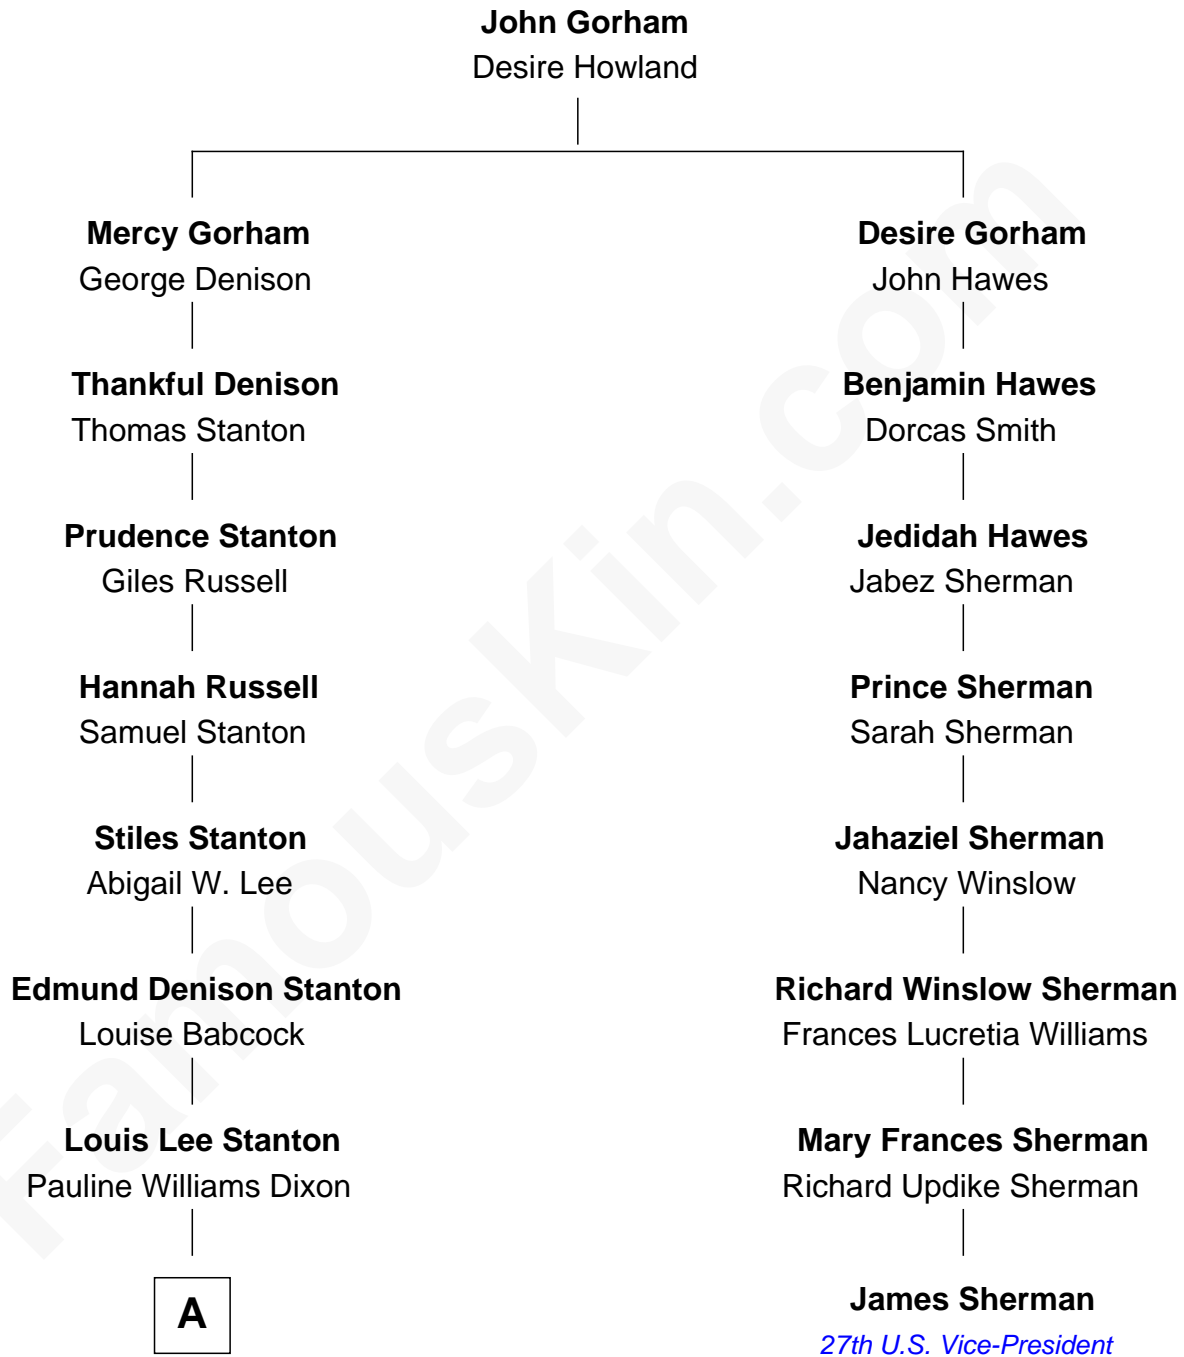 John Gorham
Desire Howland
Mercy Gorham
George Denison
Thankful Denison
Thomas Stanton
Prudence Stanton
Giles Russell
Hannah Russell
Samuel Stanton
Stiles Stanton
Abigail W. Lee
Edmund Denison Stanton
Louise Babcock
Louis Lee Stanton
Pauline Williams Dixon
A
Desire Gorham
John Hawes
Benjamin Hawes
Dorcas Smith
Jedidah Hawes
Jabez Sherman
Prince Sherman
Sarah Sherman
Jahaziel Sherman
Nancy Winslow
Richard Winslow Sherman
Frances Lucretia Williams
Mary Frances Sherman
Richard Updike Sherman
James Sherman
27th U.S. Vice-President
FamousKin.com